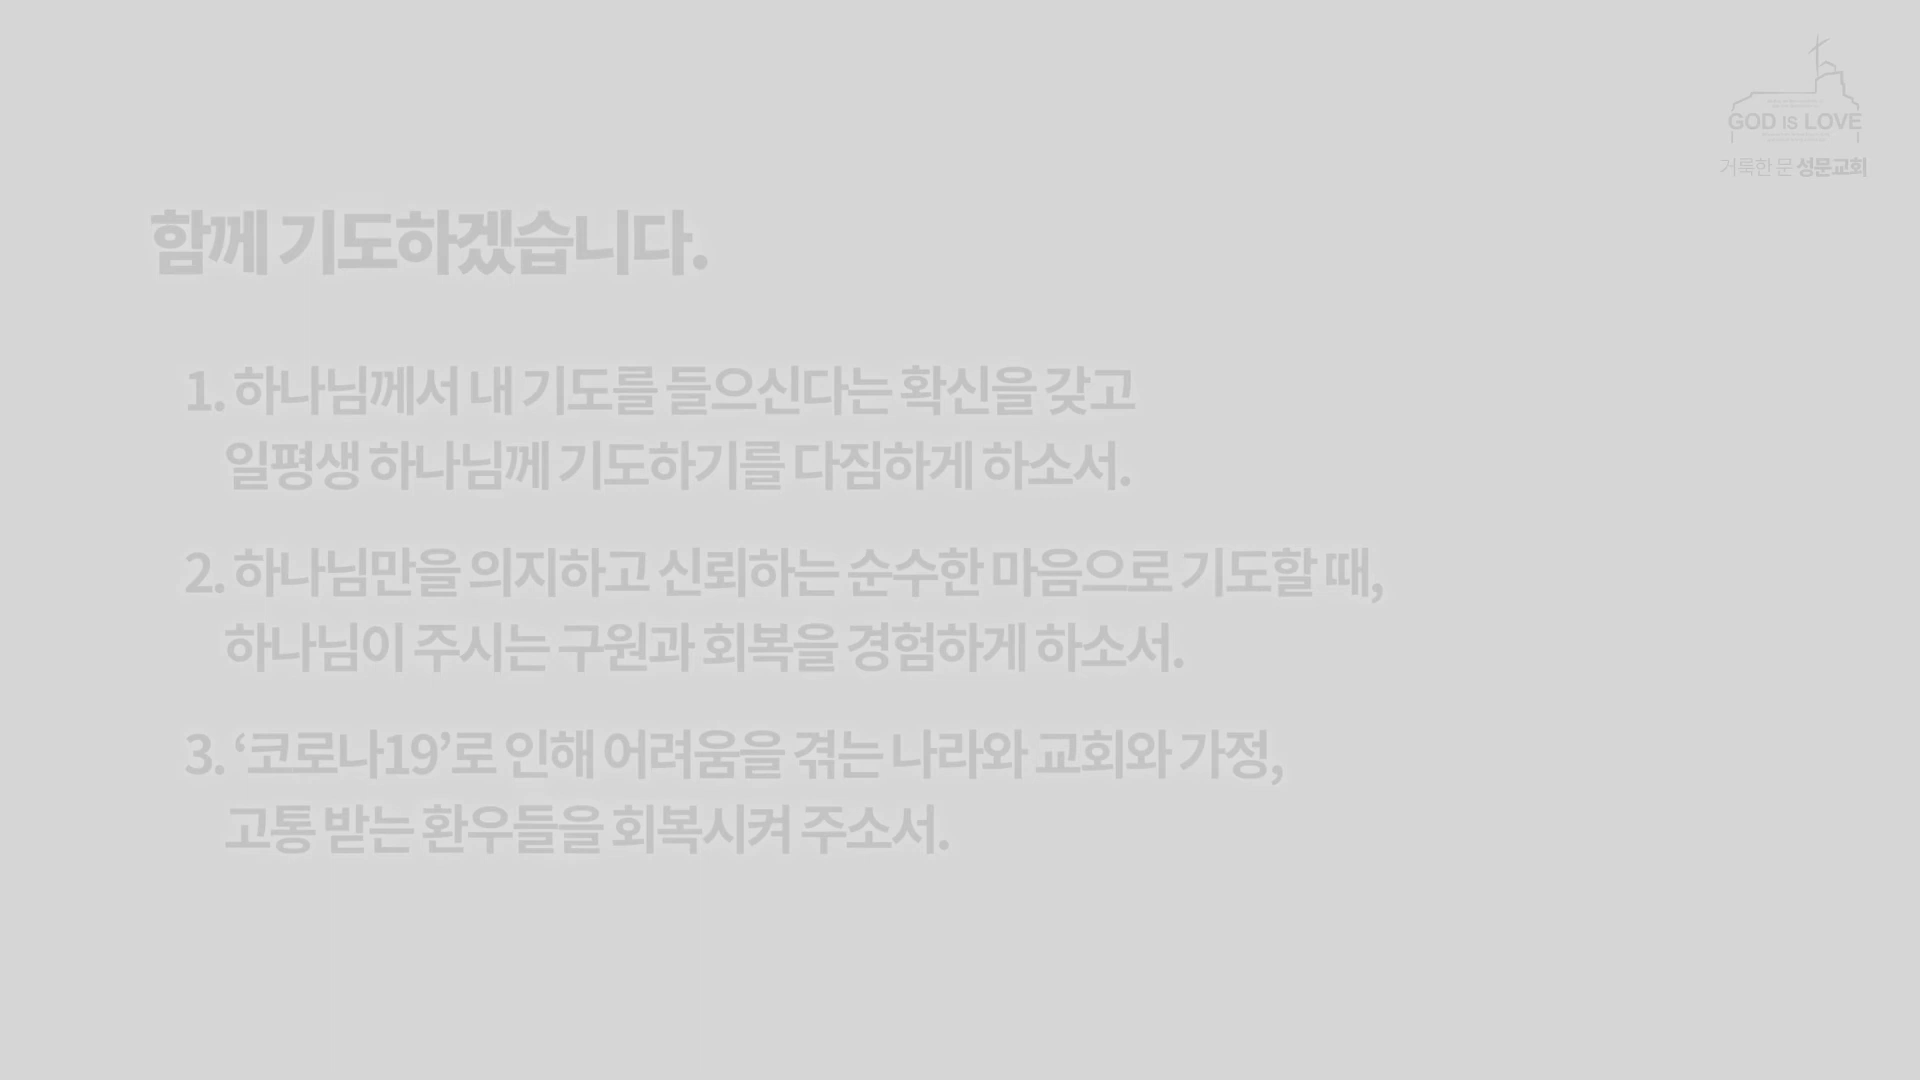 GOD IS LOVE
거룩한 문 성문교회
함께 기도하겠습니다.
1. 하나님께서 내 기도를 들으신다는 확신을 갖고
일평생 하나님께 기도하기를 다짐하게 하소서.
2. 하나님만을 의지하고 신뢰하는 순수한 마음으로 기도할 때,
하나님이 주시는 구원과 회복을 경험하게 하소서.
3. ‘코로나19’로 인해 어려움을 겪는 나라와 교회와 가정,
고통 받는 환우들을 회복시켜 주소서.